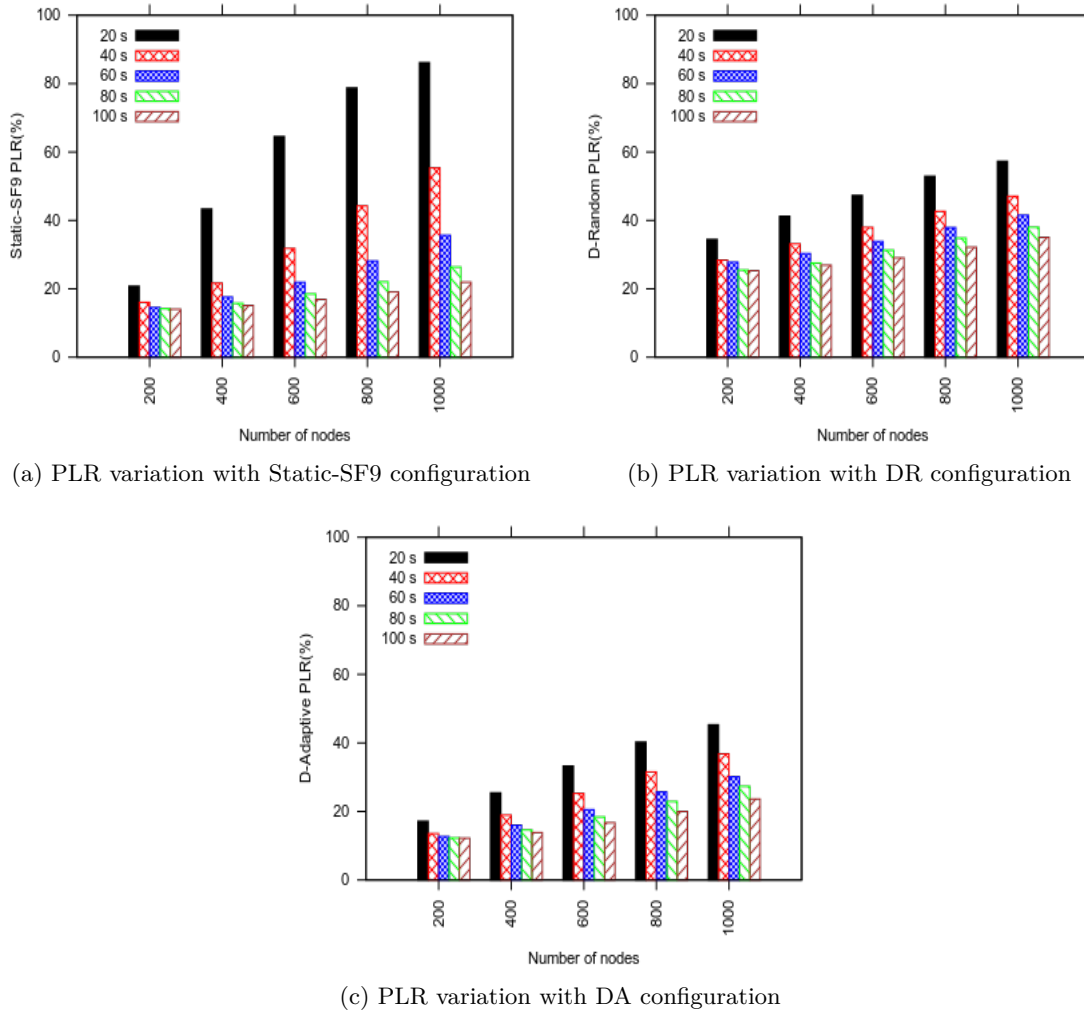 100
80
60
40
20
0
Static-SF9 PLR(%)
20 s
40 s
60 s
80 s
100 s
200
400
600
800
1000
Number of nodes
(a) PLR variation with Static-SF9 configuration
100
80
60
40
20
0
D-Random PLR(%)
20 s
40 s
60 s
80 s
100 s
200
400
600
800
1000
Number of nodes
(b) PLR variation with DR configuration
100
80
60
40
20
0
D-Adaptive PLR(%)
20 s
40 s
60 s
80 s
100 s
200
400
600
800
1000
Number of nodes
(c) PLR variation with DA configuration